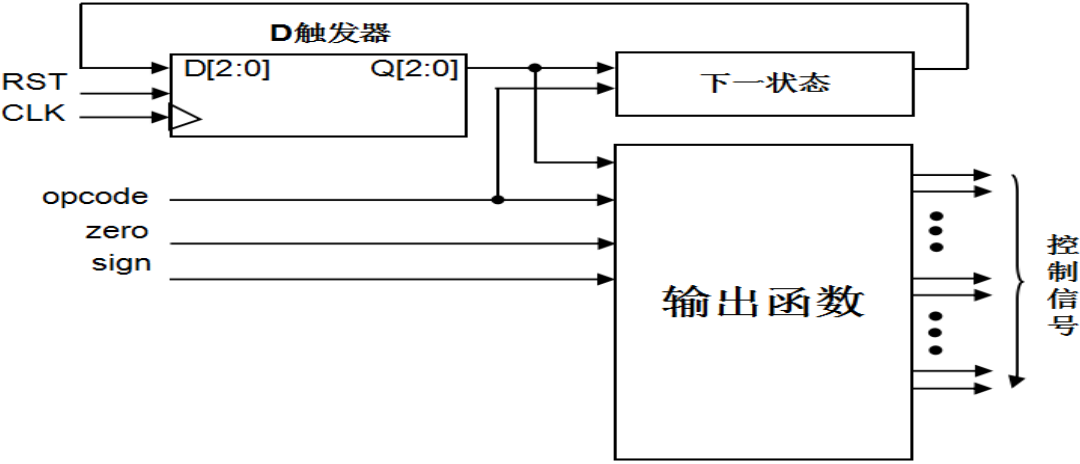 D触发器
D[2:0] Q[2:0]
RST
CLK
下一状态
opcode
zero
sign
输出函数
控制信号